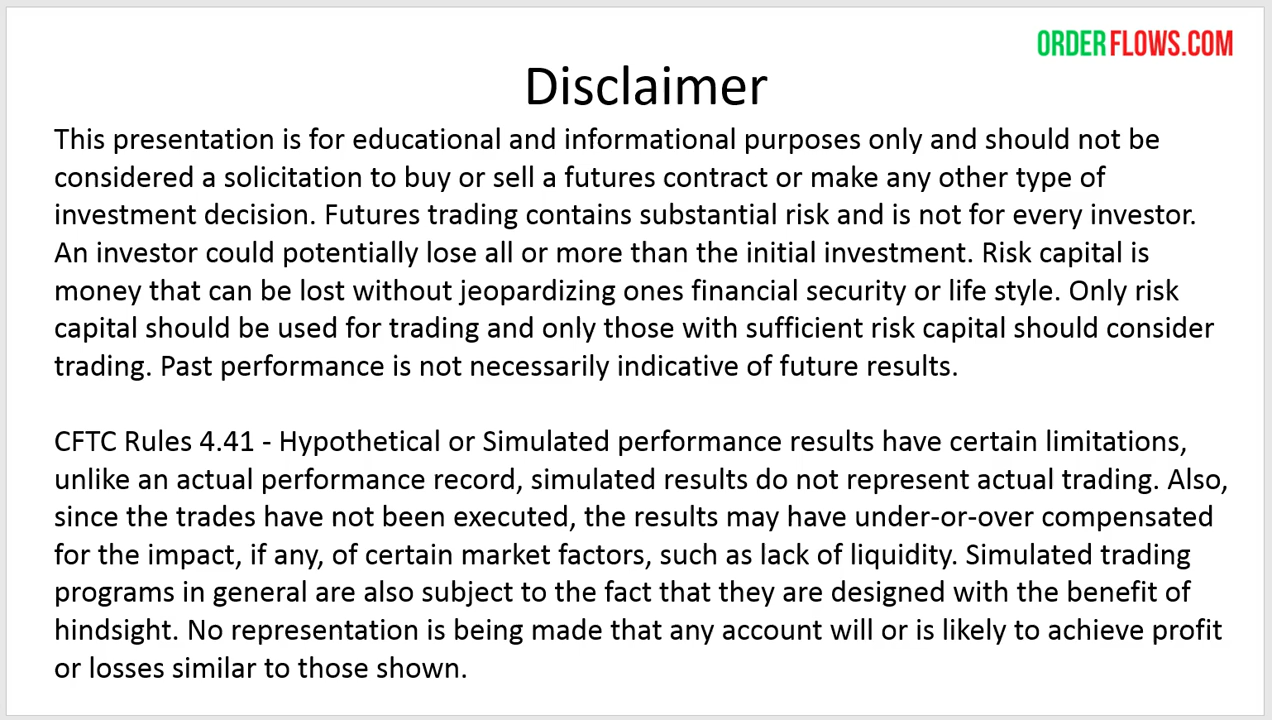 ORDERFLOWS.COM
Disclaimer
This presentation is for educational and informational purposes only and should not be
considered a solicitation to buy or sell a futures contract or make any other type of
investment decision. Futures trading contains substantial risk and is not for every investor.
An investor could potentially lose all or more than the initial investment. Risk capital is
money that can be lost without jeopardizing ones financial security or life style. Only risk
capital should be used for trading and only those with sufficient risk capital should consider
trading. Past performance is not necessarily indicative of future results.
CFTC Rules 4.41 - Hypothetical or Simulated performance results have certain limitations,
unlike an actual performance record, simulated results do not represent actual trading. Also,
since the trades have not been executed, the results may have under-or-over compensated
for the impact, if any, of certain market factors, such as lack of liquidity. Simulated trading
programs in general are also subject to the fact that they are designed with the benefit of
hindsight. No representation is being made that any account will or is likely to achieve profit
or losses similar to those shown.